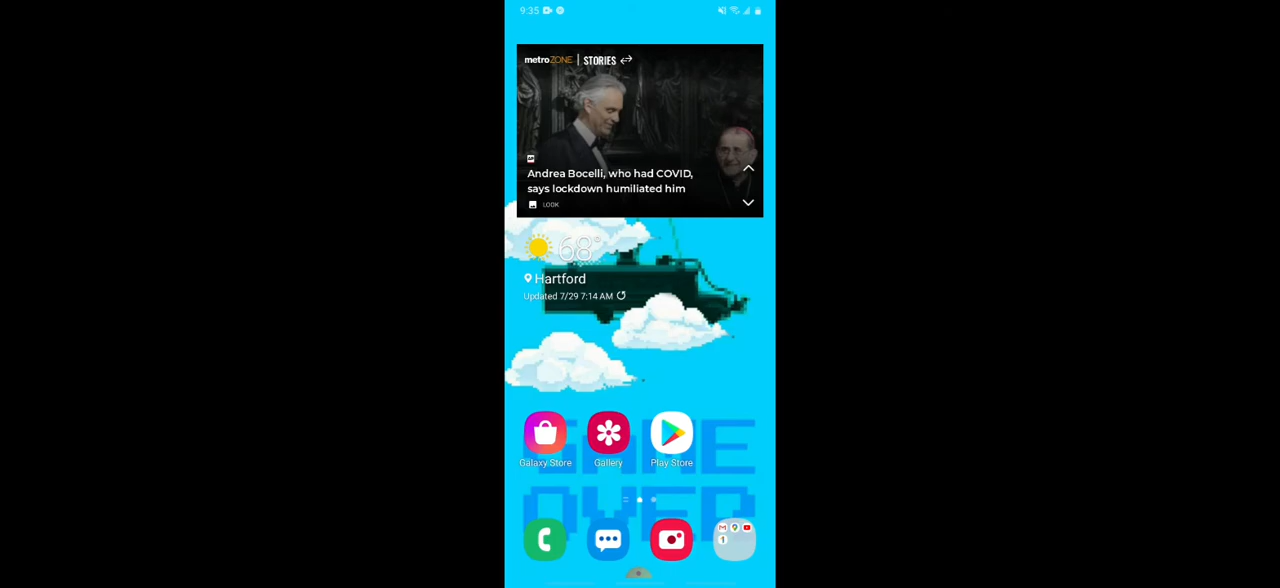 9:35
metroZONE | STORIES
Andrea Bocelli, who had COVID,
says lockdown humiliated him
LOOK
68°
Hartford
Updated 7/29 7:14 AM
Galaxy Store
Gallery
Play Store
GAME
OVER
1